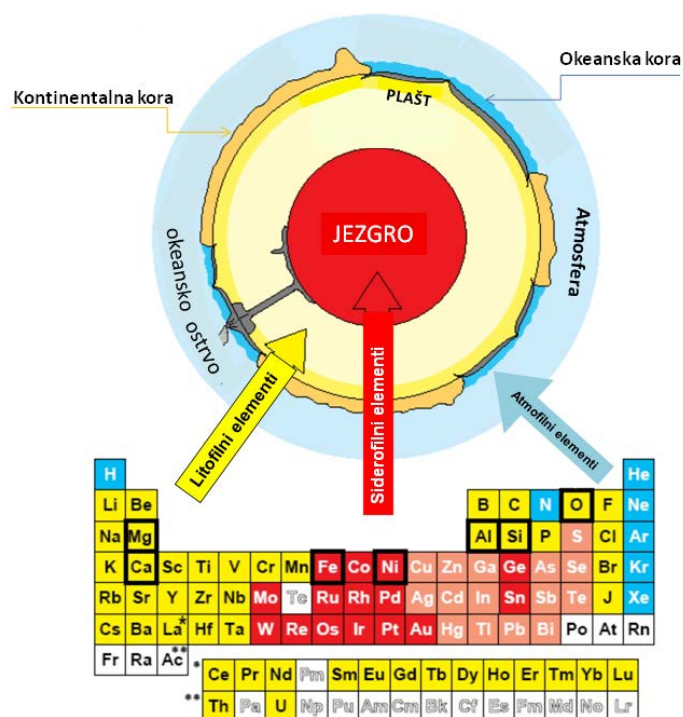 Okeanska kora
PLAŠT
Kontinentalna kora
JEZGRO
Atmosfera
okeansko ostrvo
Litofilni elementi
Siderofilni elementi
Atmofilni elementi
H He
Li Be B C N O F Ne
Na Mg Al Si P S Cl Ar
K Ca Sc Ti V Cr Mn Fe Co Ni Cu Zn Ga Ge As Se Br Kr
Rb Sr Y Zr Nb Mo Tc Ru Rh Pd Ag Cd In Sn Sb Te J Xe
Cs Ba La* Hf Ta W Re Os Ir Pt Au Hg Tl Pb Bi Po At Rn
Fr Ra Ac**
* Ce Pr Nd Pm Sm Eu Gd Tb Dy Ho Er Tm Yb Lu
** Th Pa U Np Pu Am Cm Bk Cf Es Fm Md No Lr